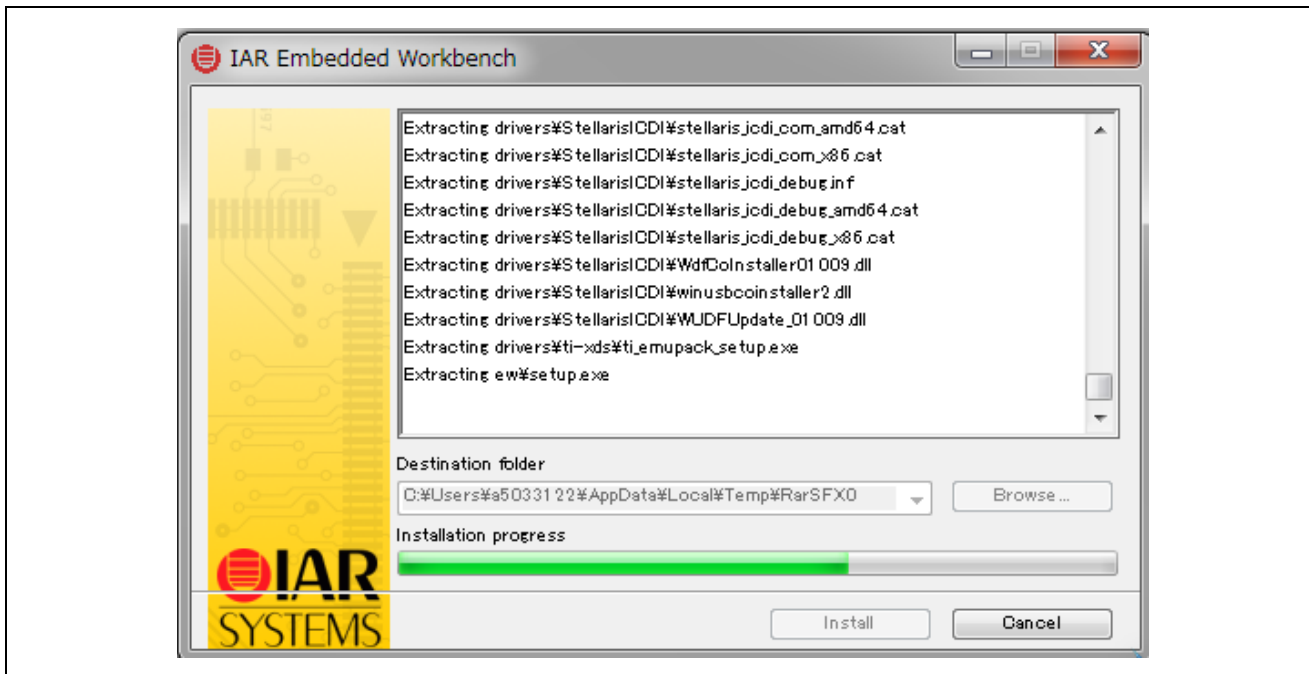 IAR Embedded Workbench
Extracting drivers¥StellarisICDI¥stellaris_icdi_com_amd64.cat
Extracting drivers¥StellarisICDI¥stellaris_icdi_com_x86.cat
Extracting drivers¥StellarisICDI¥stellaris_icdi_debug.inf
Extracting drivers¥StellarisICDI¥stellaris_icdi_debug_amd64.cat
Extracting drivers¥StellarisICDI¥stellaris_icdi_debug_x86.cat
Extracting drivers¥StellarisICDI¥WdfCoInstaller01009.dll
Extracting drivers¥StellarisICDI¥winusbcoinstaller2.dll
Extracting drivers¥StellarisICDI¥WUDFUpdate_01009.dll
Extracting drivers¥ti-xds¥ti_emupack_setup.exe
Extracting ew¥setup.exe
Destination folder
C:¥Users¥a5033122¥AppData¥Local¥Temp¥RarSFX0
Browse ...
Installation progress
IAR
SYSTEMS
Install
Cancel